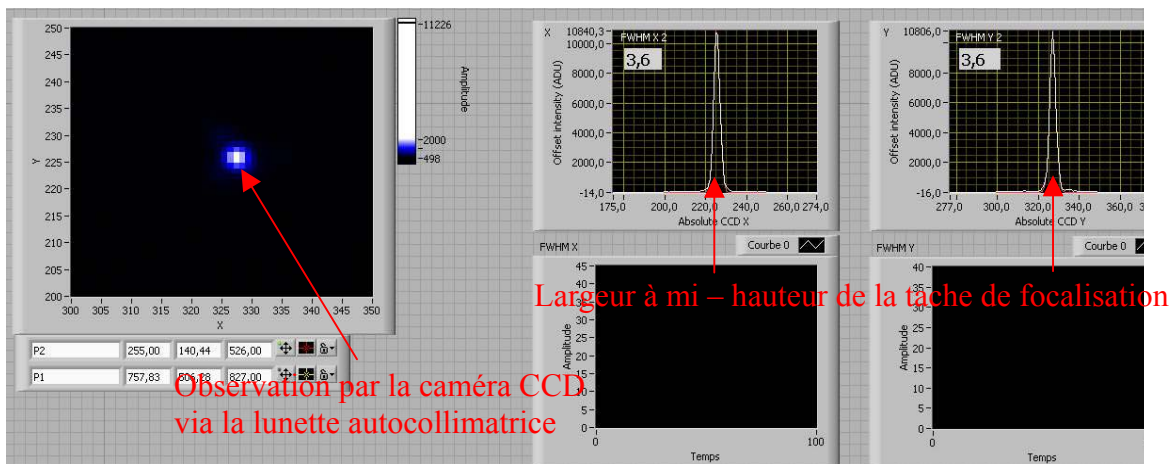 250
245
240
235
230
225
220
215
210
205
200
Y
300 305 310 315 320 325 330 335 340 345 350
X
11226
2000
498
Amplitude
P2 255,00 140,44 526,00
P1 757,83 827,00
Observation par la caméra CCD
via la lunette autocollimatrice
X
10840,3
10000,0
8000,0
6000,0
4000,0
2000,0
-14,0
Offset intensity (ADU)
FWHM X 2
3,6
175,0 200,0 220,0 240,0 260,0 274,0
Absolute CCD X
Y
10806,0
8000,0
6000,0
4000,0
2000,0
-16,0
Offset intensity (ADU)
FWHM Y 2
3,6
277,0 300,0 320,0 340,0 360,0
Absolute CCD Y
Largeur à mi – hauteur de la tache de focalisation
FWHM X
Courbe 0
45
40
35
30
25
20
15
10
5
0
Amplitude
0 100
Temps
FWHM Y
Courbe 0
40
35
30
25
20
15
10
5
0
Amplitude
0
Temps